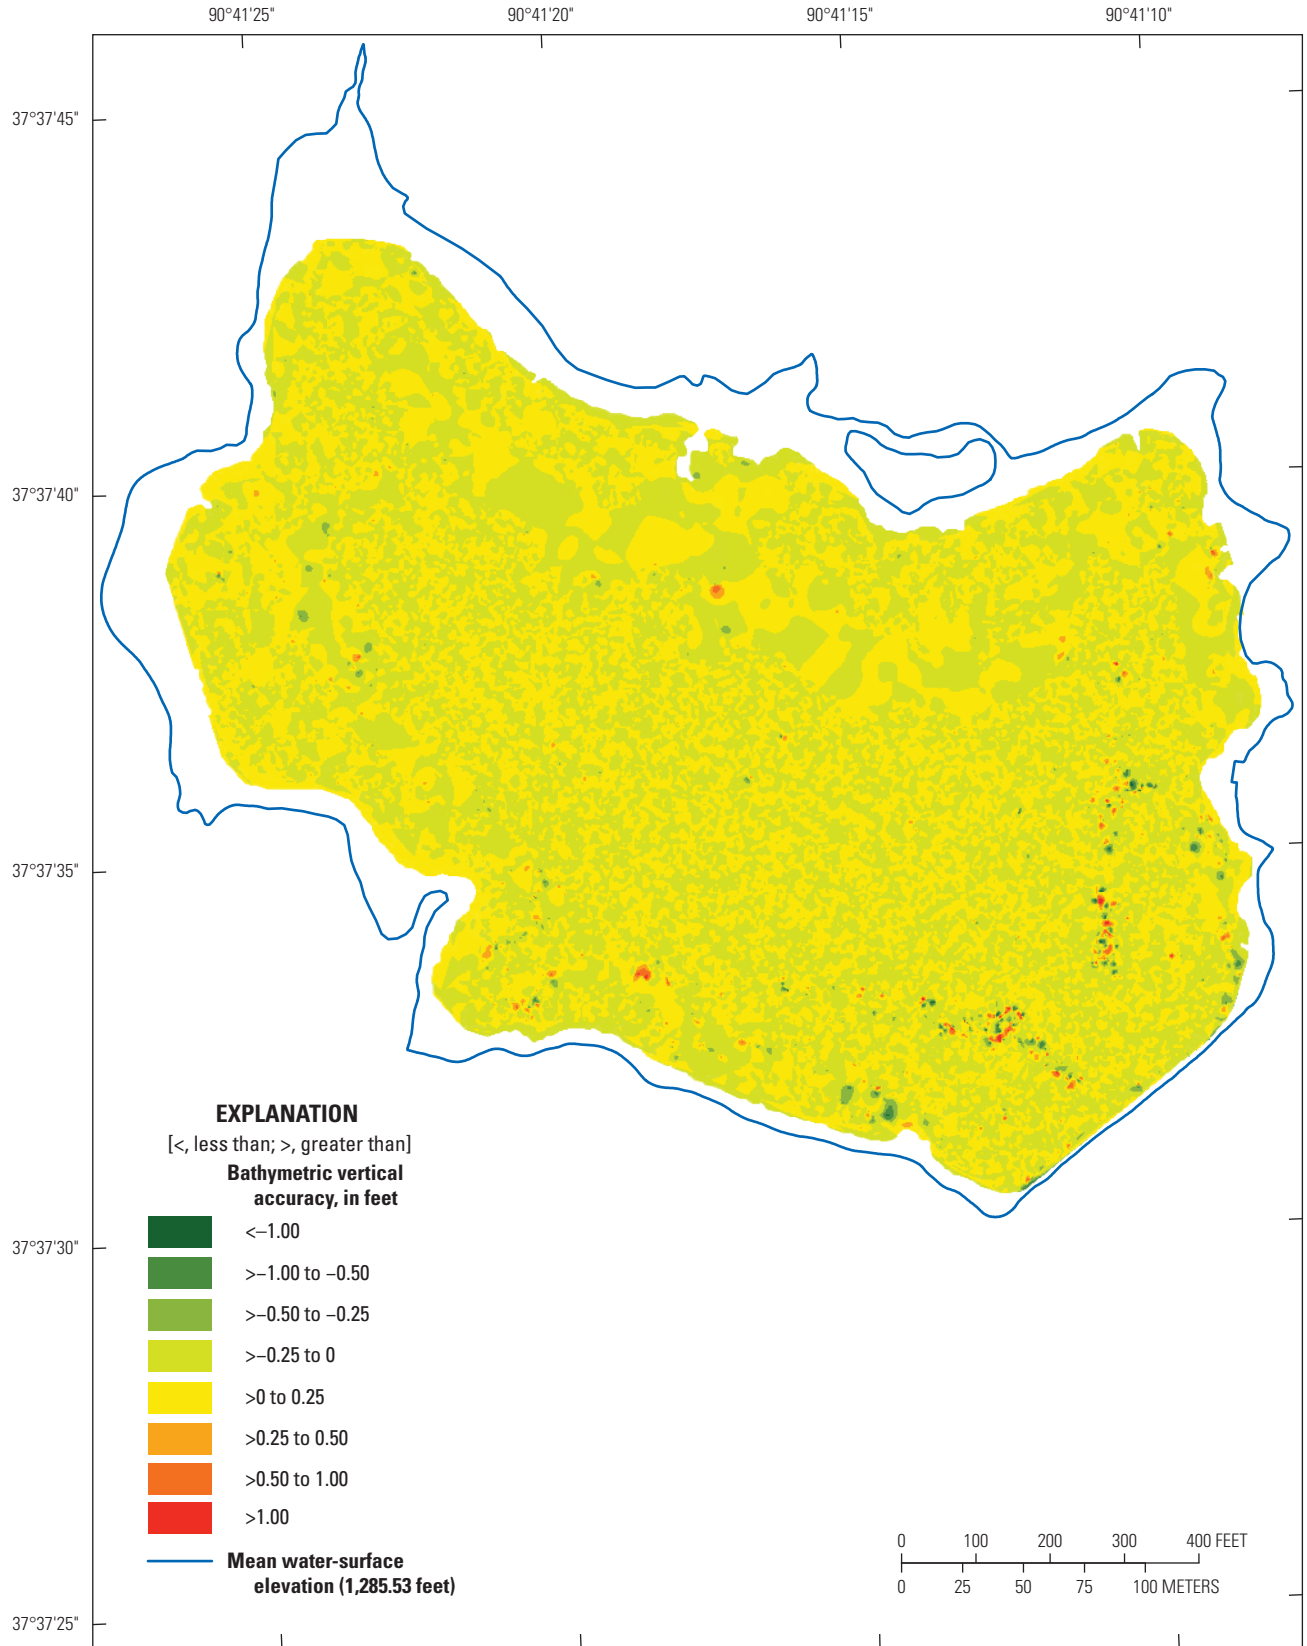 90°41'25" 90°41'20" 90°41'15" 90°41'10"
37°37'45"
37°37'40"
37°37'35"
37°37'30"
37°37'25"
EXPLANATION
[<, less than; >, greater than]
Bathymetric vertical
accuracy, in feet
<–1.00
>–1.00 to –0.50
>–0.50 to –0.25
>–0.25 to 0
>0 to 0.25
>0.25 to 0.50
>0.50 to 1.00
>1.00
Mean water-surface
elevation (1,285.53 feet)
0 100 200 300 400 FEET
0 25 50 75 100 METERS